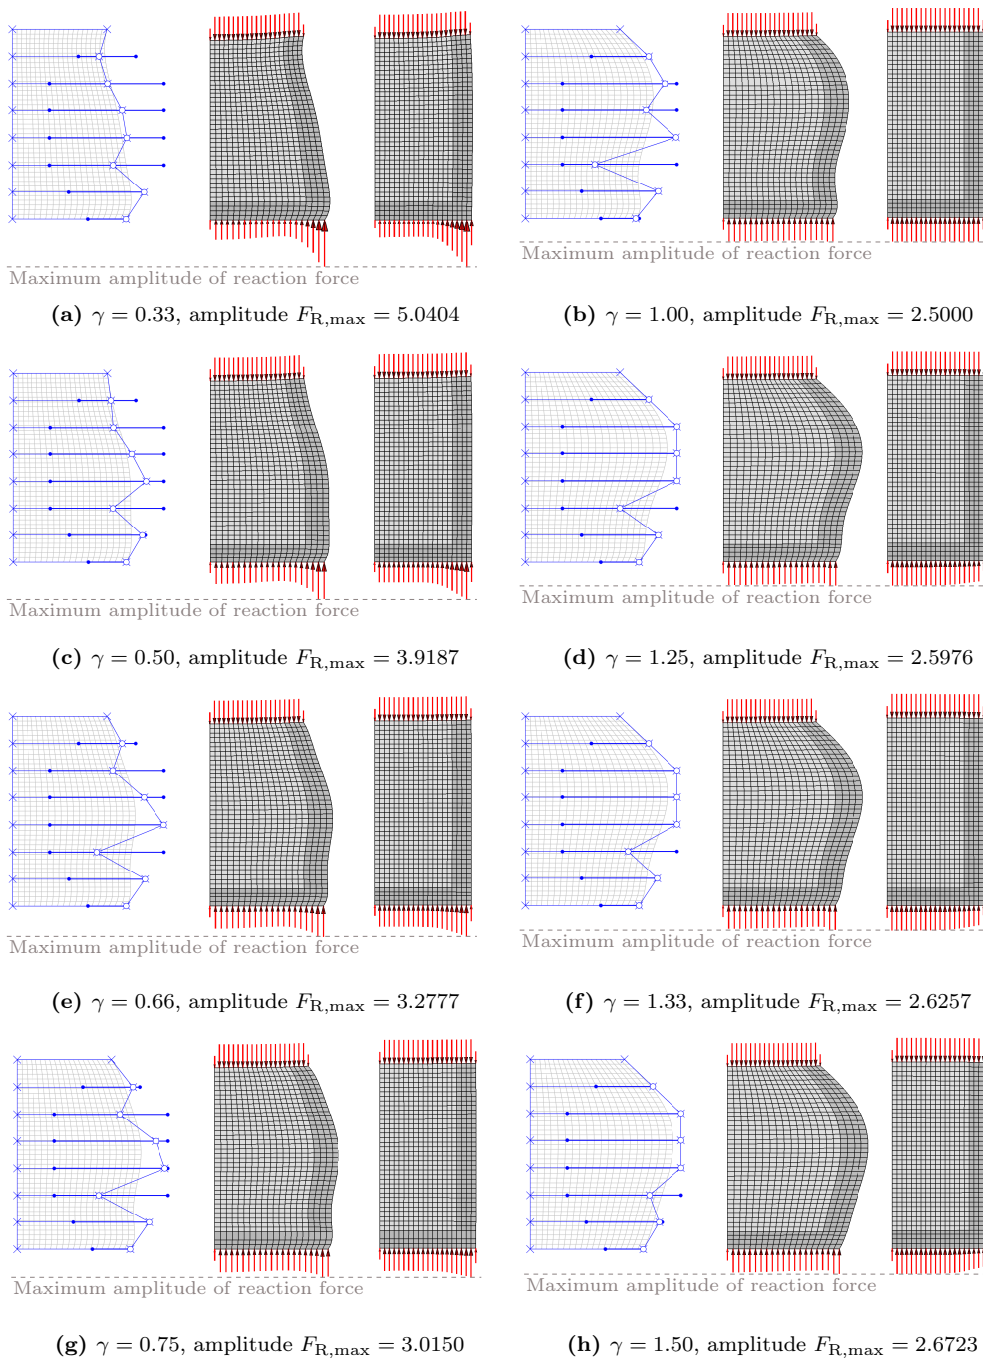 Maximum amplitude of reaction force
Maximum amplitude of reaction force
(a) γ = 0.33, amplitude F_R,max = 5.0404
(b) γ = 1.00, amplitude F_R,max = 2.5000
Maximum amplitude of reaction force
Maximum amplitude of reaction force
(c) γ = 0.50, amplitude F_R,max = 3.9187
(d) γ = 1.25, amplitude F_R,max = 2.5976
Maximum amplitude of reaction force
Maximum amplitude of reaction force
(e) γ = 0.66, amplitude F_R,max = 3.2777
(f) γ = 1.33, amplitude F_R,max = 2.6257
Maximum amplitude of reaction force
Maximum amplitude of reaction force
(g) γ = 0.75, amplitude F_R,max = 3.0150
(h) γ = 1.50, amplitude F_R,max = 2.6723